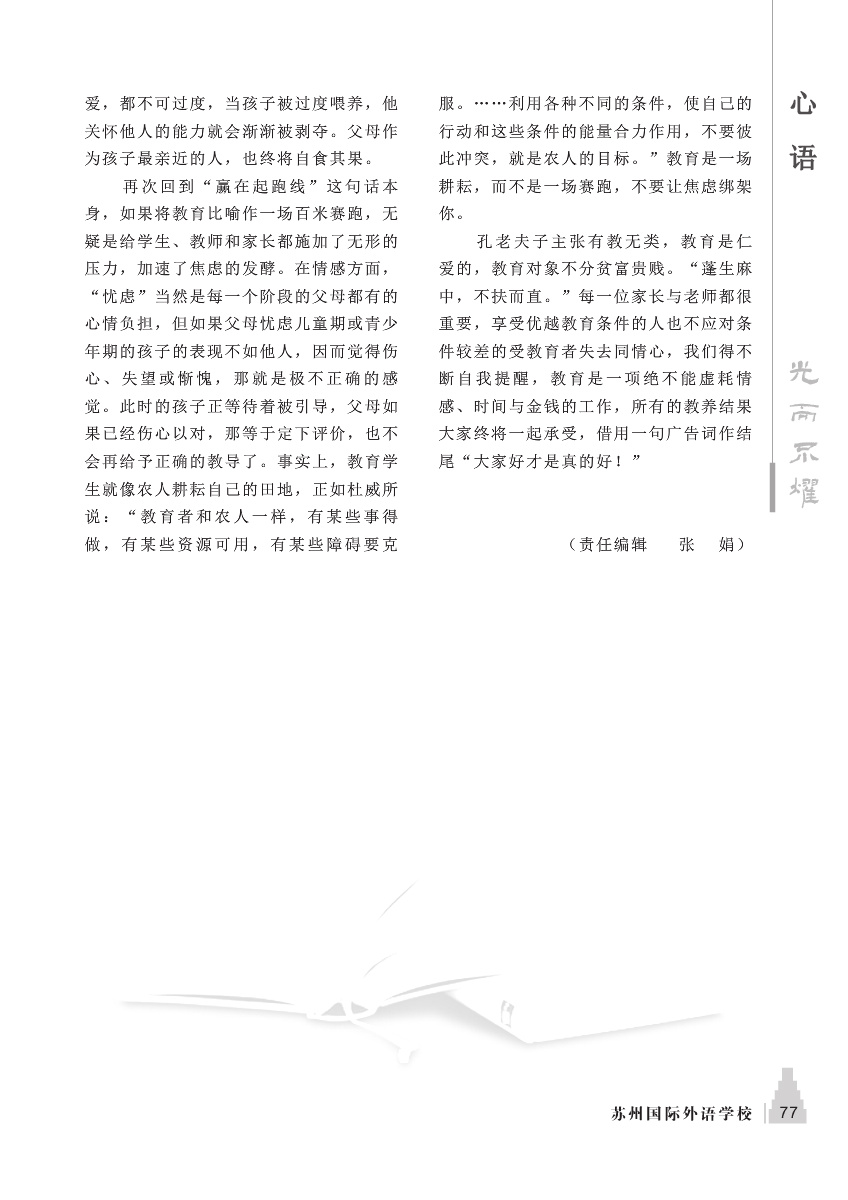 爱，都不可过度，当孩子被过度喂养，他
关怀他人的能力就会渐渐被剥夺。父母作
为孩子最亲近的人，也终将自食其果。
再次回到“赢在起跑线”这句话本
身，如果将教育比喻作一场百米赛跑，无
疑是给学生、教师和家长都施加了无形的
压力，加速了焦虑的发酵。在情感方面，
“忧虑”当然是每一个阶段的父母都有的
心情负担，但如果父母忧虑儿童期或青少
年期的孩子的表现不如他人，因而觉得伤
心、失望或惭愧，那就是极不正确的感
觉。此时的孩子正等待着被引导，父母如
果已经伤心以对，那等于定下评价，也不
会再给予正确的教导了。事实上，教育学
生就像农人耕耘自己的田地，正如杜威所
说：“教育者和农人一样，有某些事得
做，有某些资源可用，有某些障碍要克
服。……利用各种不同的条件，使自己的
行动和这些条件的能量合力作用，不要彼
此冲突，就是农人的目标。”教育是一场
耕耘，而不是一场赛跑，不要让焦虑绑架
你。
孔老夫子主张有教无类，教育是仁
爱的，教育对象不分贫富贵贱。“蓬生麻
中，不扶而直。”每一位家长与老师都很
重要，享受优越教育条件的人也不应对条
件较差的受教育者失去同情心，我们得不
断自我提醒，教育是一项绝不能虚耗情
感、时间与金钱的工作，所有的教养结果
大家终将一起承受，借用一句广告词作结
尾“大家好才是真的好！”
（责任编辑 张 娟）
心语
光而不耀
苏州国际外语学校 77